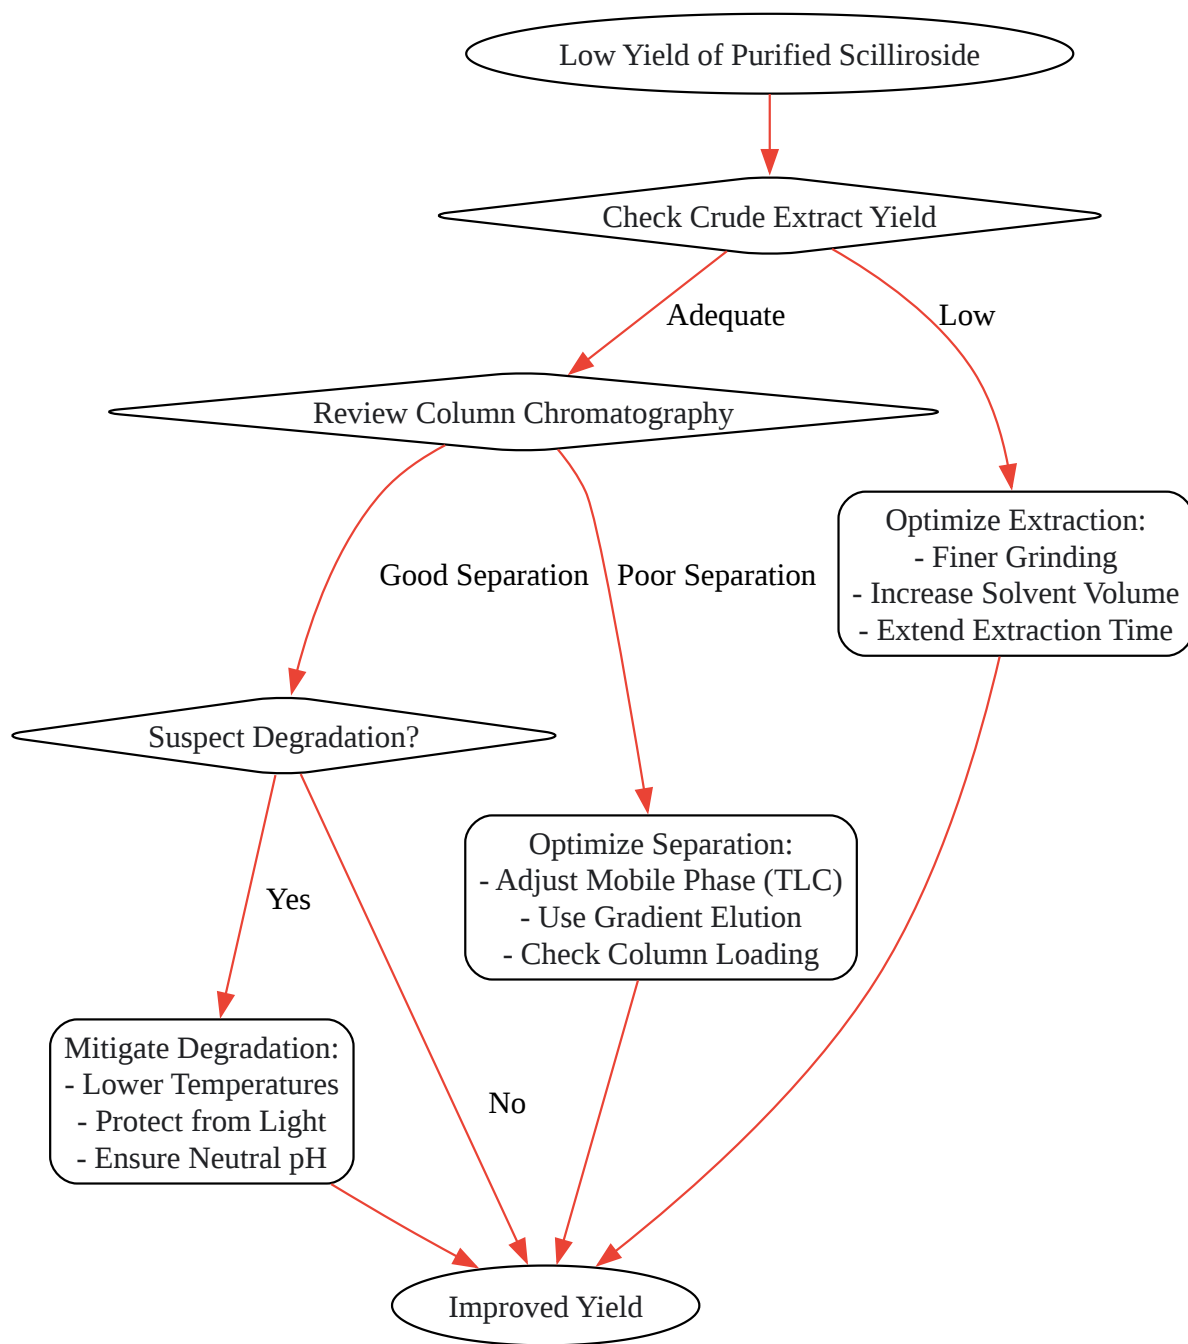 Low Yield of Purified Scilliroside
Check Crude Extract Yield
Adequate
Low
Review Column Chromatography
Optimize Extraction:
- Finer Grinding
- Increase Solvent Volume
- Extend Extraction Time
Good Separation
Poor Separation
Suspect Degradation?
Optimize Separation:
- Adjust Mobile Phase (TLC)
- Use Gradient Elution
- Check Column Loading
Yes
No
Mitigate Degradation:
- Lower Temperatures
- Protect from Light
- Ensure Neutral pH
Improved Yield